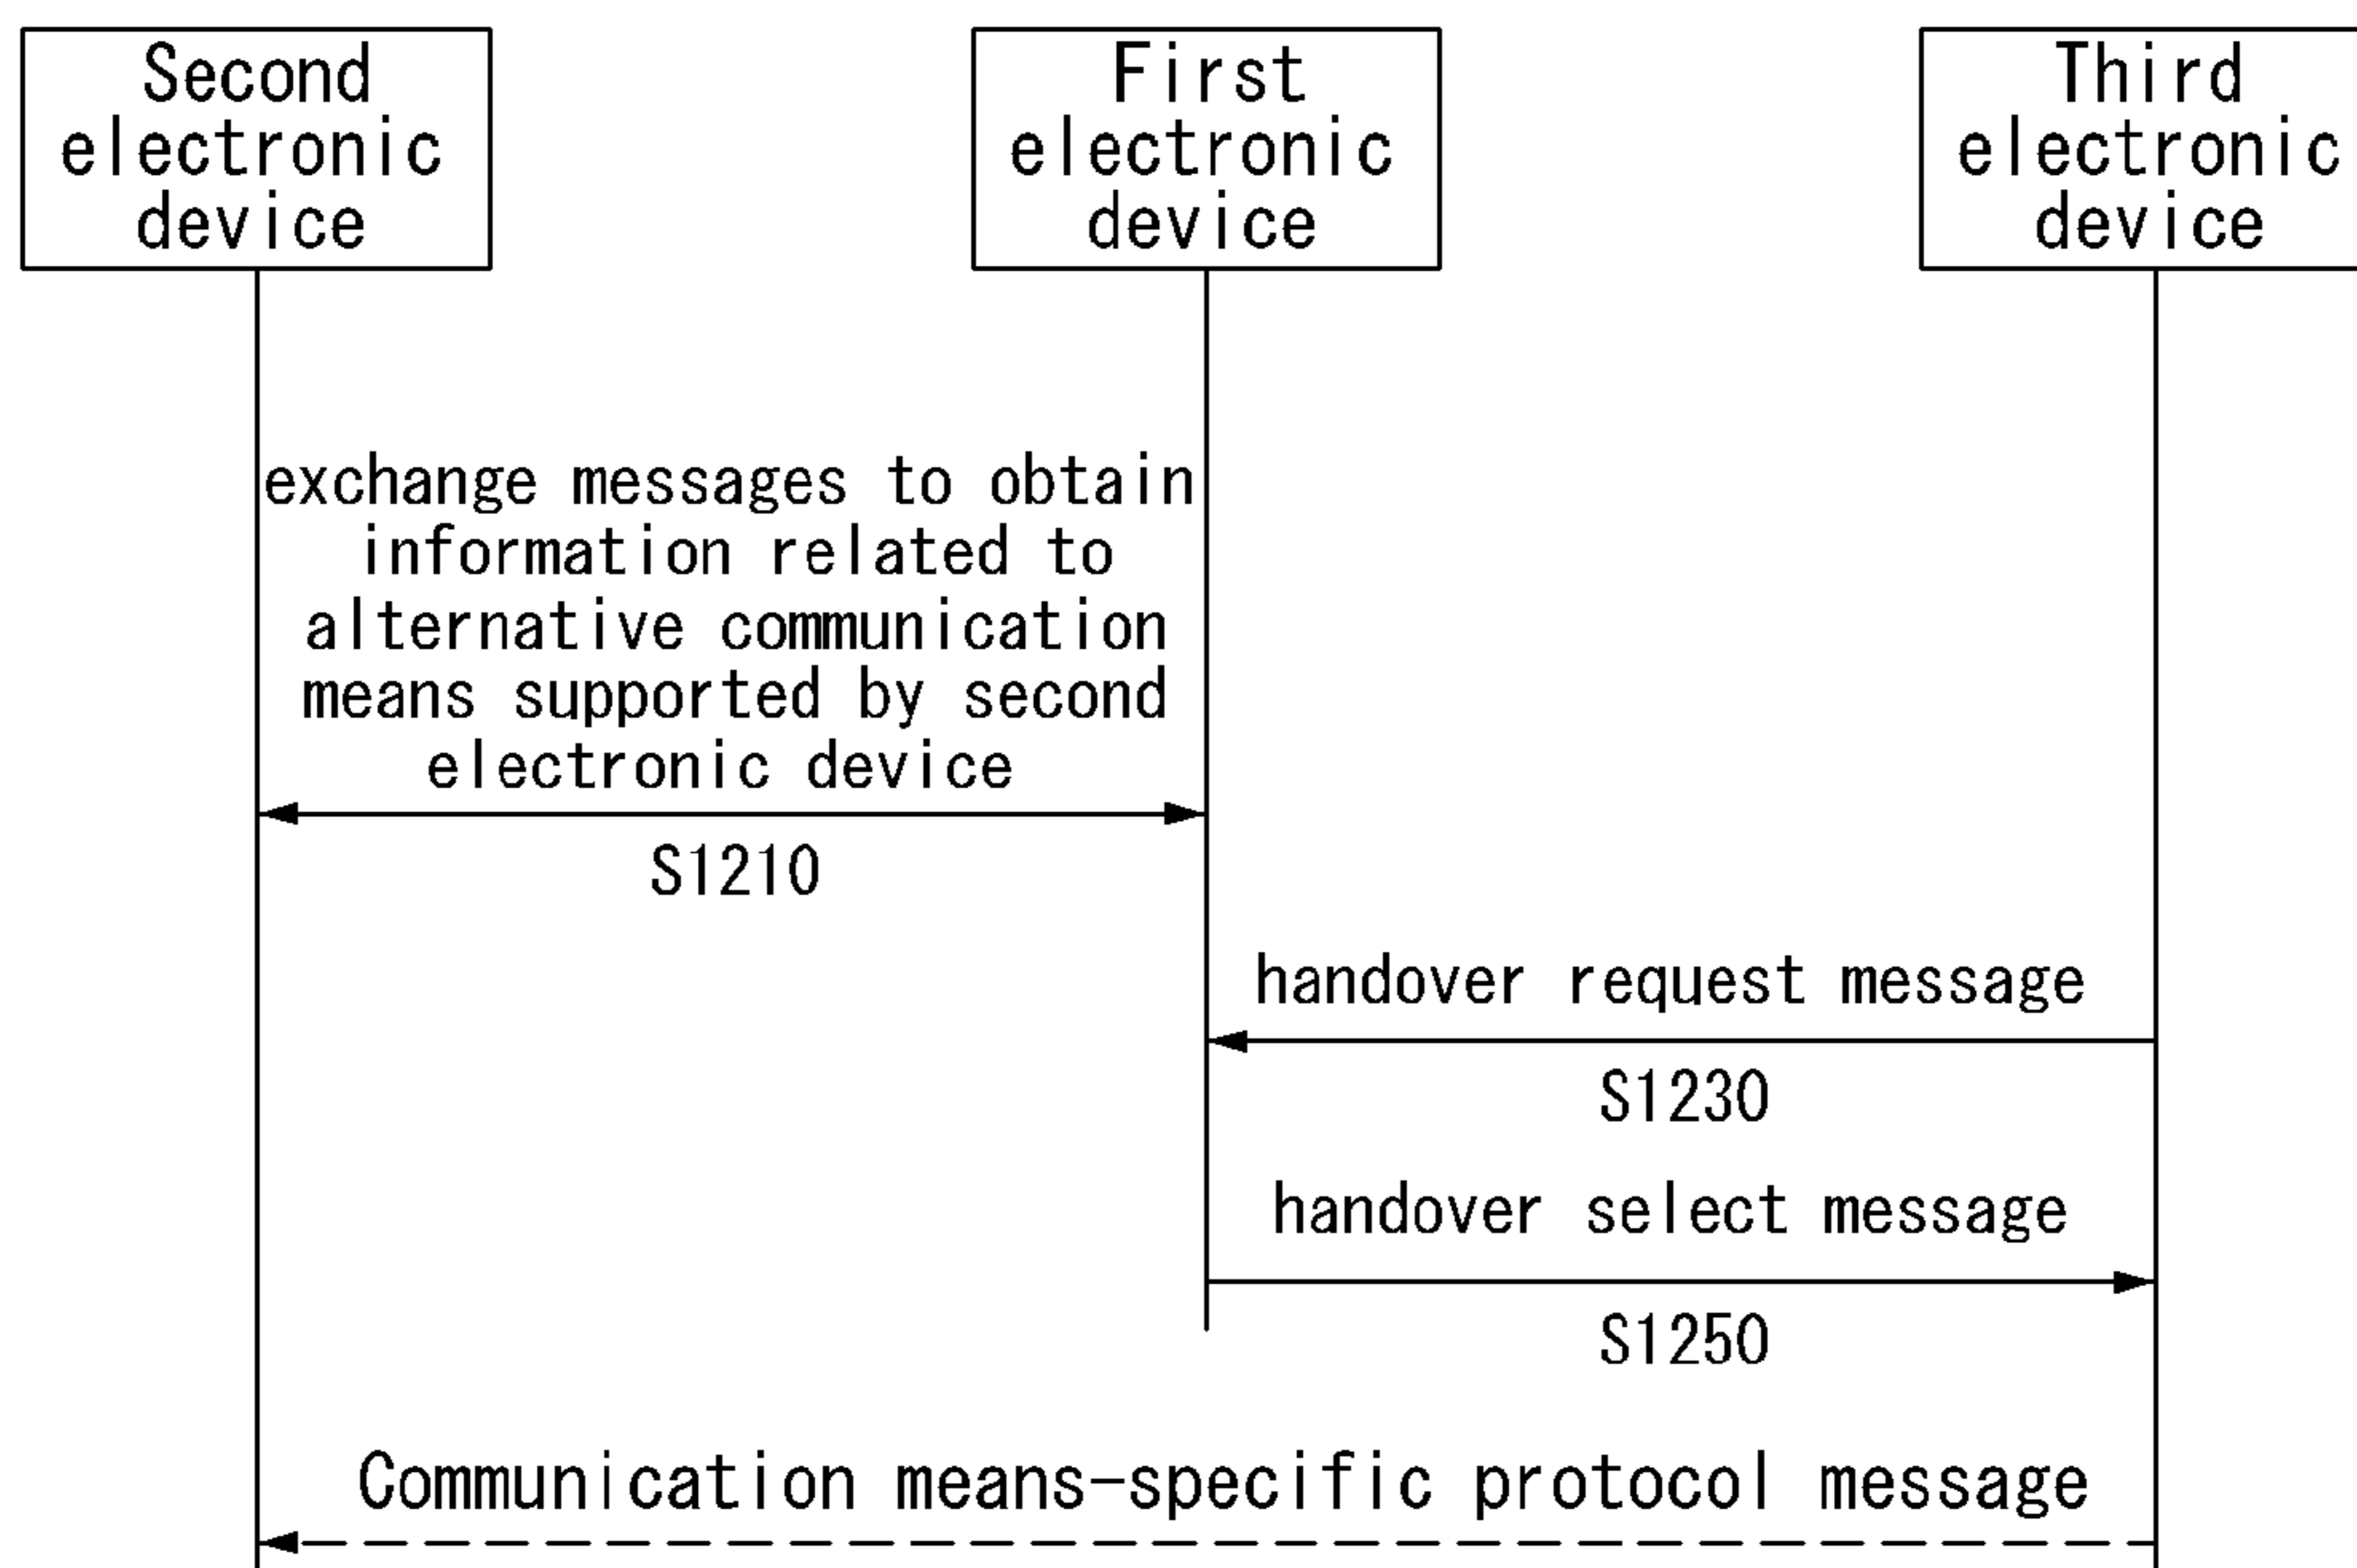 Second
electronic
device
First
electronic
device
Third
electronic
device
exchange messages to obtain
information related to
alternative communication
means supported by second
electronic device
S1210
handover request message
S1230
handover select message
S1250
Communication means-specific protocol message